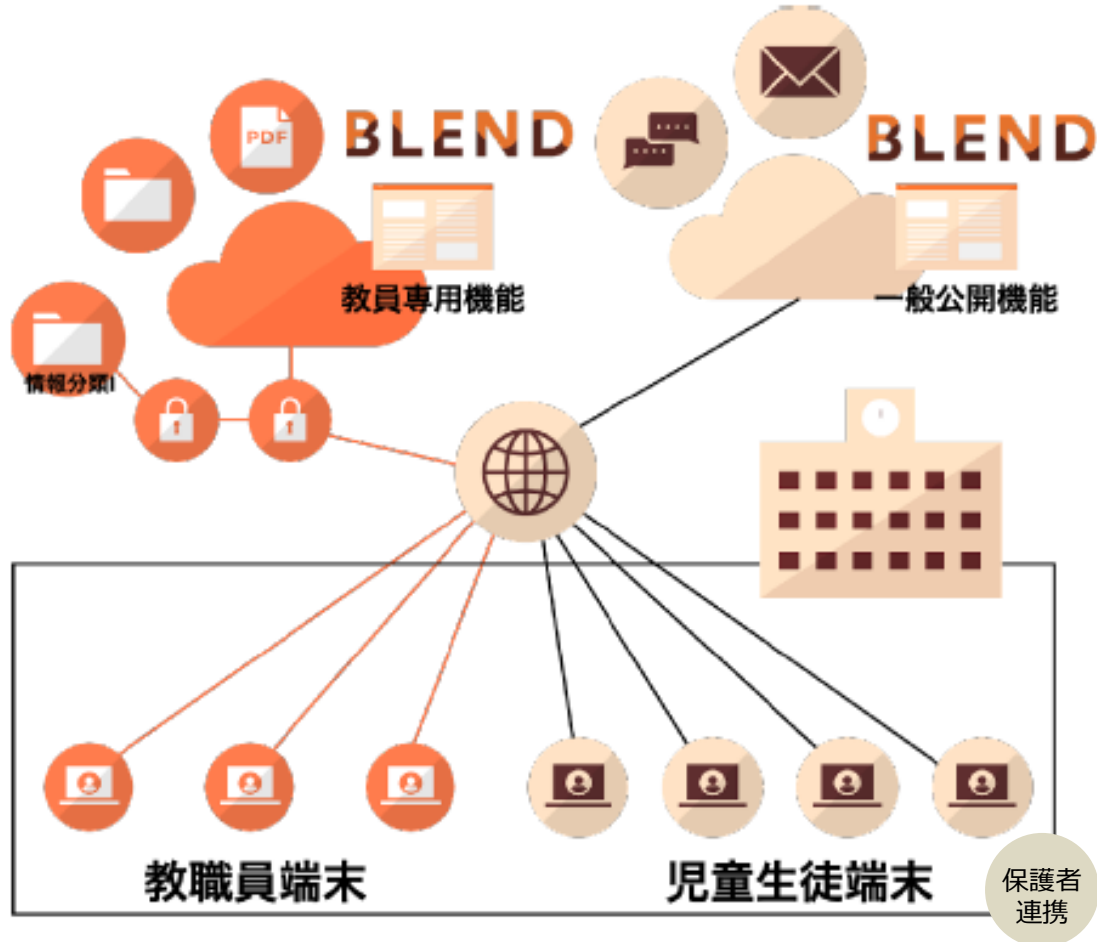 PDF
BLEND
BLEND
教員専用機能
一般公開機能
情報分類I
教職員端末
児童生徒端末
保護者
連携